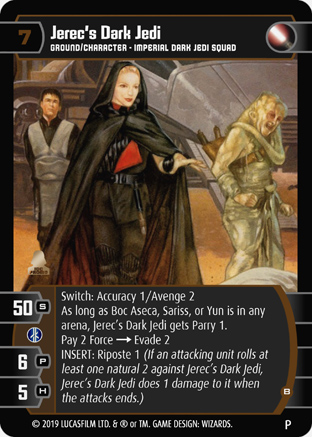 7
Jerec's Dark Jedi
GROUND/CHARACTER - IMPERIAL DARK JEDI SQUAD
50 S
6 P
5 H
Switch: Accuracy 1/Avenge 2
As long as Boc Aseca, Sariss, or Yun is in any
arena, Jerec's Dark Jedi gets Parry 1.
Pay 2 Force → Evade 2
INSERT: Riposte 1 (If an attacking unit rolls at
least one natural 2 against Jerec's Dark Jedi,
Jerec's Dark Jedi does 1 damage to it when
the attacks ends.)
B
© 2019 LUCASFILM LTD. & ® or TM. GAME DESIGN: WIZARDS.
P